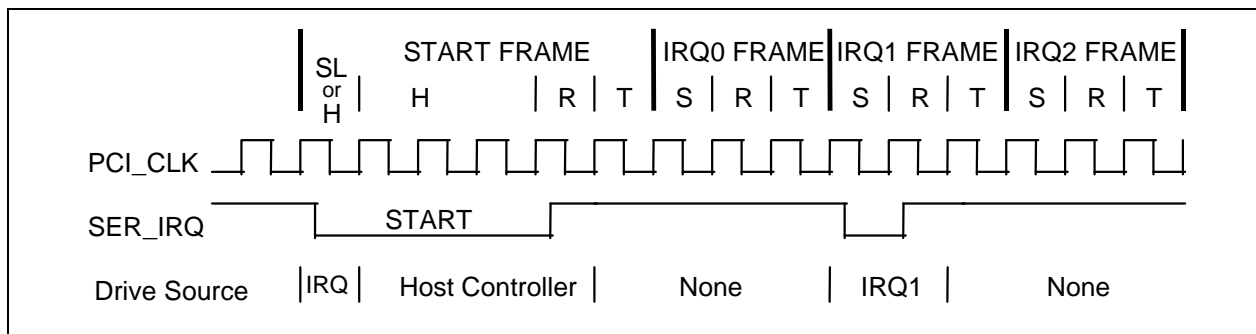 START FRAME IRQ0 FRAME IRQ1 FRAME IRQ2 FRAME
SL
or
H
H R T S R T S R T S R T
PCI_CLK
SER_IRQ START
Drive Source IRQ Host Controller None IRQ1 None